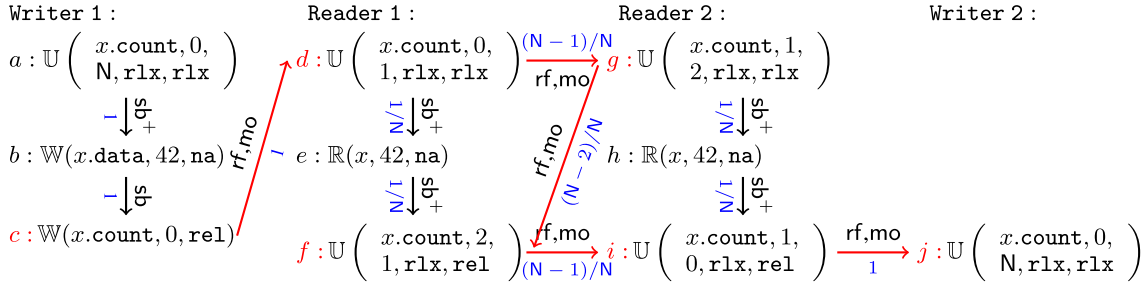 Writer 1 : Reader 1 : Reader 2 : Writer 2 :
a : 𝕌 ( x.count, 0, N, rlx, rlx ) d : 𝕌 ( x.count, 0, 1, rlx, rlx ) (N − 1)/N rf,mo g : 𝕌 ( x.count, 1, 2, rlx, rlx )
1 sb+ 1/N sb+ 1/N sb+
rf,mo 1 rf,mo (N − 2)/N
b : 𝕎(x.data, 42, na) e : ℝ(x, 42, na) h : ℝ(x, 42, na)
1 sb 1/N sb+ 1/N sb+
c : 𝕎(x.count, 0, rel) f : 𝕌 ( x.count, 2, 1, rlx, rel ) rf,mo (N − 1)/N i : 𝕌 ( x.count, 1, 0, rlx, rel ) rf,mo 1 j : 𝕌 ( x.count, 0, N, rlx, rlx )